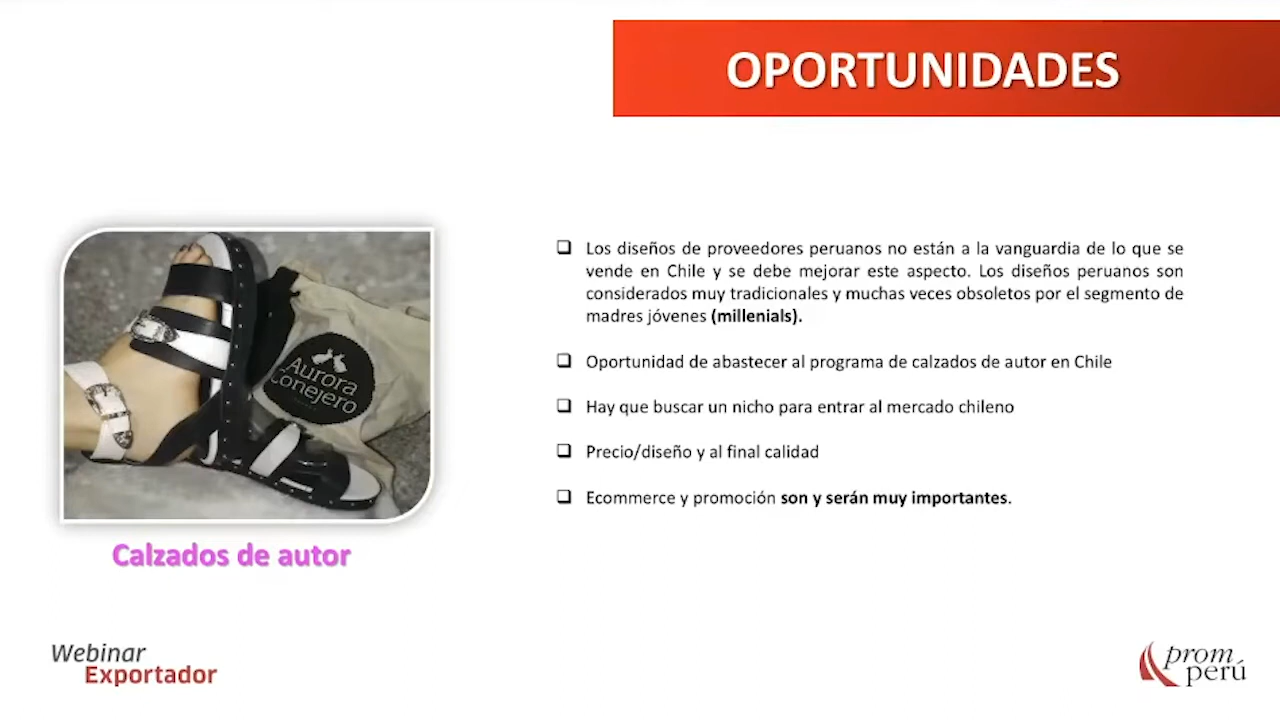 OPORTUNIDADES
Los diseños de proveedores peruanos no están a la vanguardia de lo que se
vende en Chile y se debe mejorar este aspecto. Los diseños peruanos son
considerados muy tradicionales y muchas veces obsoletos por el segmento de
madres jóvenes (millenials).
Oportunidad de abastecer al programa de calzados de autor en Chile
Hay que buscar un nicho para entrar al mercado chileno
Precio/diseño y al final calidad
Ecommerce y promoción son y serán muy importantes.
Aurora
Conejero
Calzados de autor
Webinar
Exportador
prom
perú